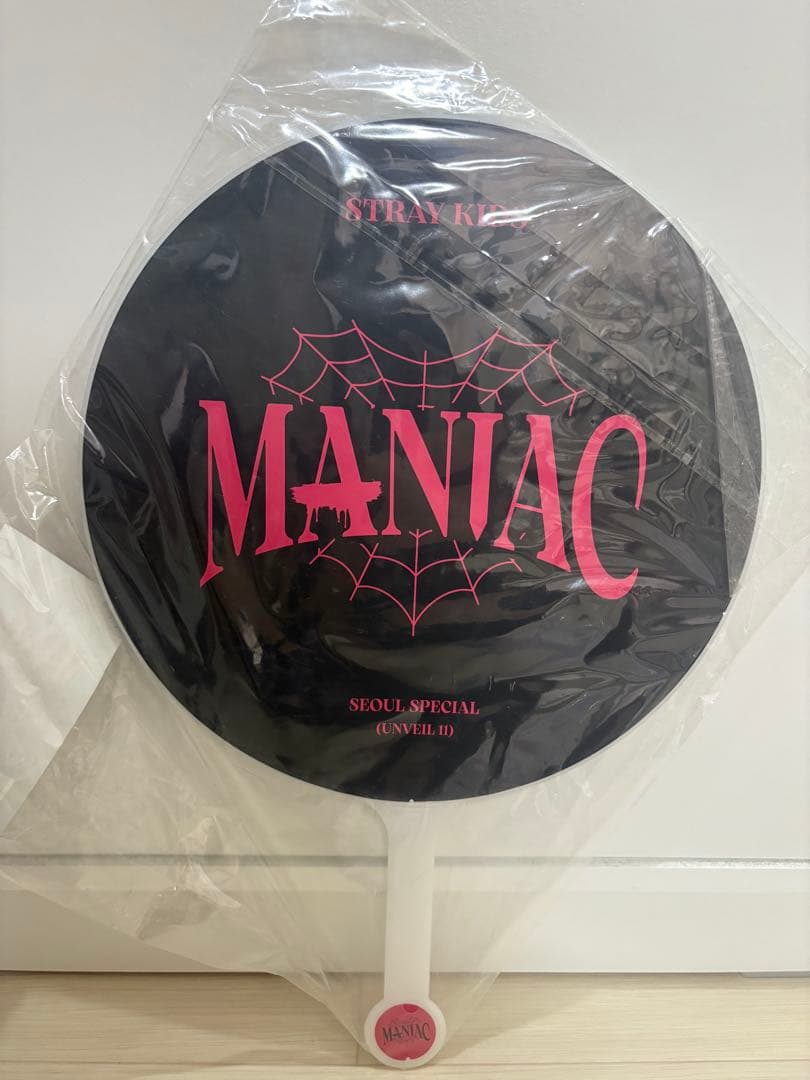 STRAY KIDS
MANIAC
SEOUL SPECIAL
(UNVEIL 11)
MANIAC